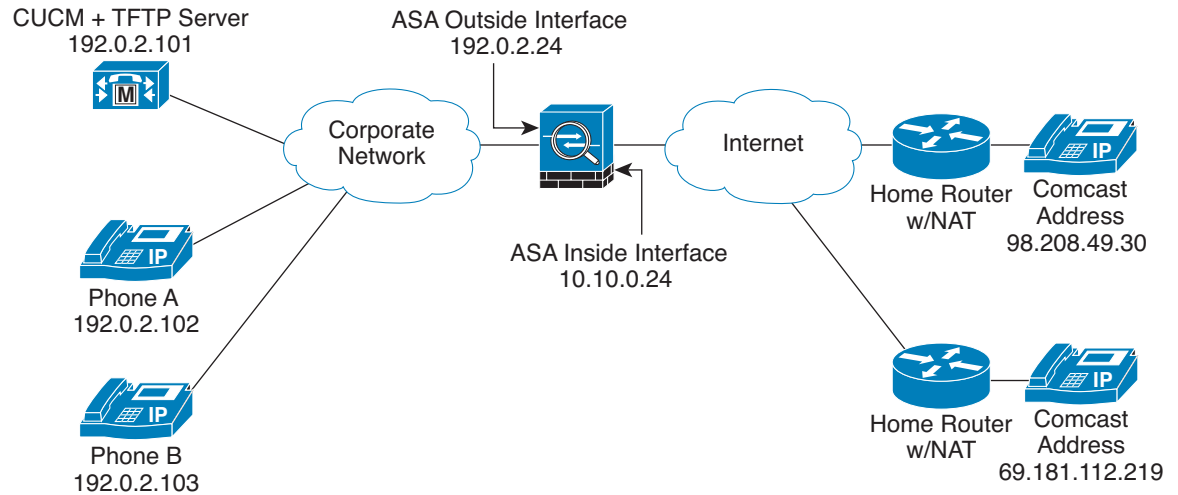 CUCM + TFTP Server
192.0.2.101
M
ASA Outside Interface
192.0.2.24
Corporate
Network
Internet
IP
Home Router
w/NAT
Comcast
Address
98.208.49.30
ASA Inside Interface
10.10.0.24
IP
Phone A
192.0.2.102
IP
Phone B
192.0.2.103
IP
Home Router
w/NAT
Comcast
Address
69.181.112.219